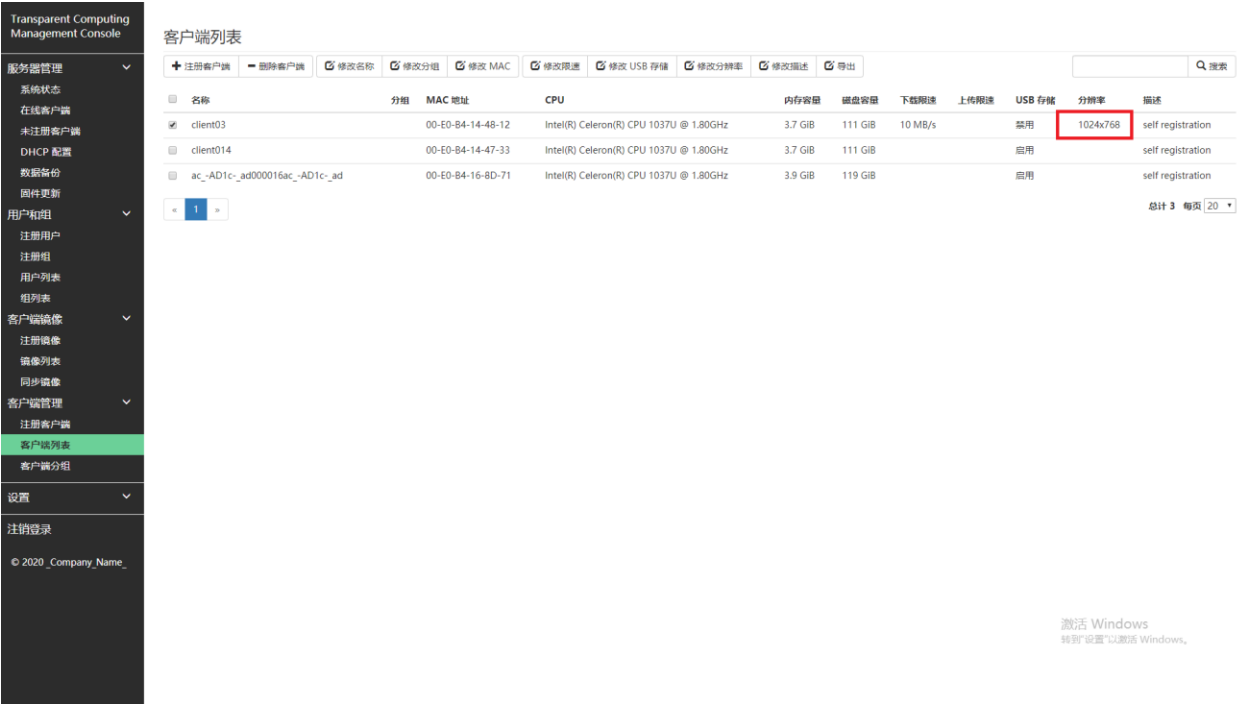 Transparent Computing
Management Console
服务器管理
系统状态
在线客户端
未注册客户端
DHCP 配置
数据备份
固件更新
用户和组
注册用户
注册组
用户列表
组列表
客户端镜像
注册镜像
镜像列表
同步镜像
客户端管理
注册客户端
客户端列表
客户端分组
设置
注销登录
© 2020 _Company_Name_
客户端列表
注册客户端 删除客户端 修改名称 修改分组 修改 MAC 修改限速 修改 USB 存储 修改分辨率 修改描述 导出 搜索
名称 分组 MAC 地址 CPU 内存容量 磁盘容量 下载限速 上传限速 USB 存储 分辨率 描述
client03 00-E0-B4-14-48-12 Intel(R) Celeron(R) CPU 1037U @ 1.80GHz 3.7 GiB 111 GiB 10 MB/s 禁用 1024x768 self registration
client014 00-E0-B4-14-47-33 Intel(R) Celeron(R) CPU 1037U @ 1.80GHz 3.7 GiB 111 GiB 启用 self registration
ac_-AD1c-_ad000016ac_-AD1c-_ad 00-E0-B4-16-8D-71 Intel(R) Celeron(R) CPU 1037U @ 1.80GHz 3.9 GiB 119 GiB 启用 self registration
« 1 » 总计 3 每页 20
激活 Windows
转到"设置"以激活 Windows。